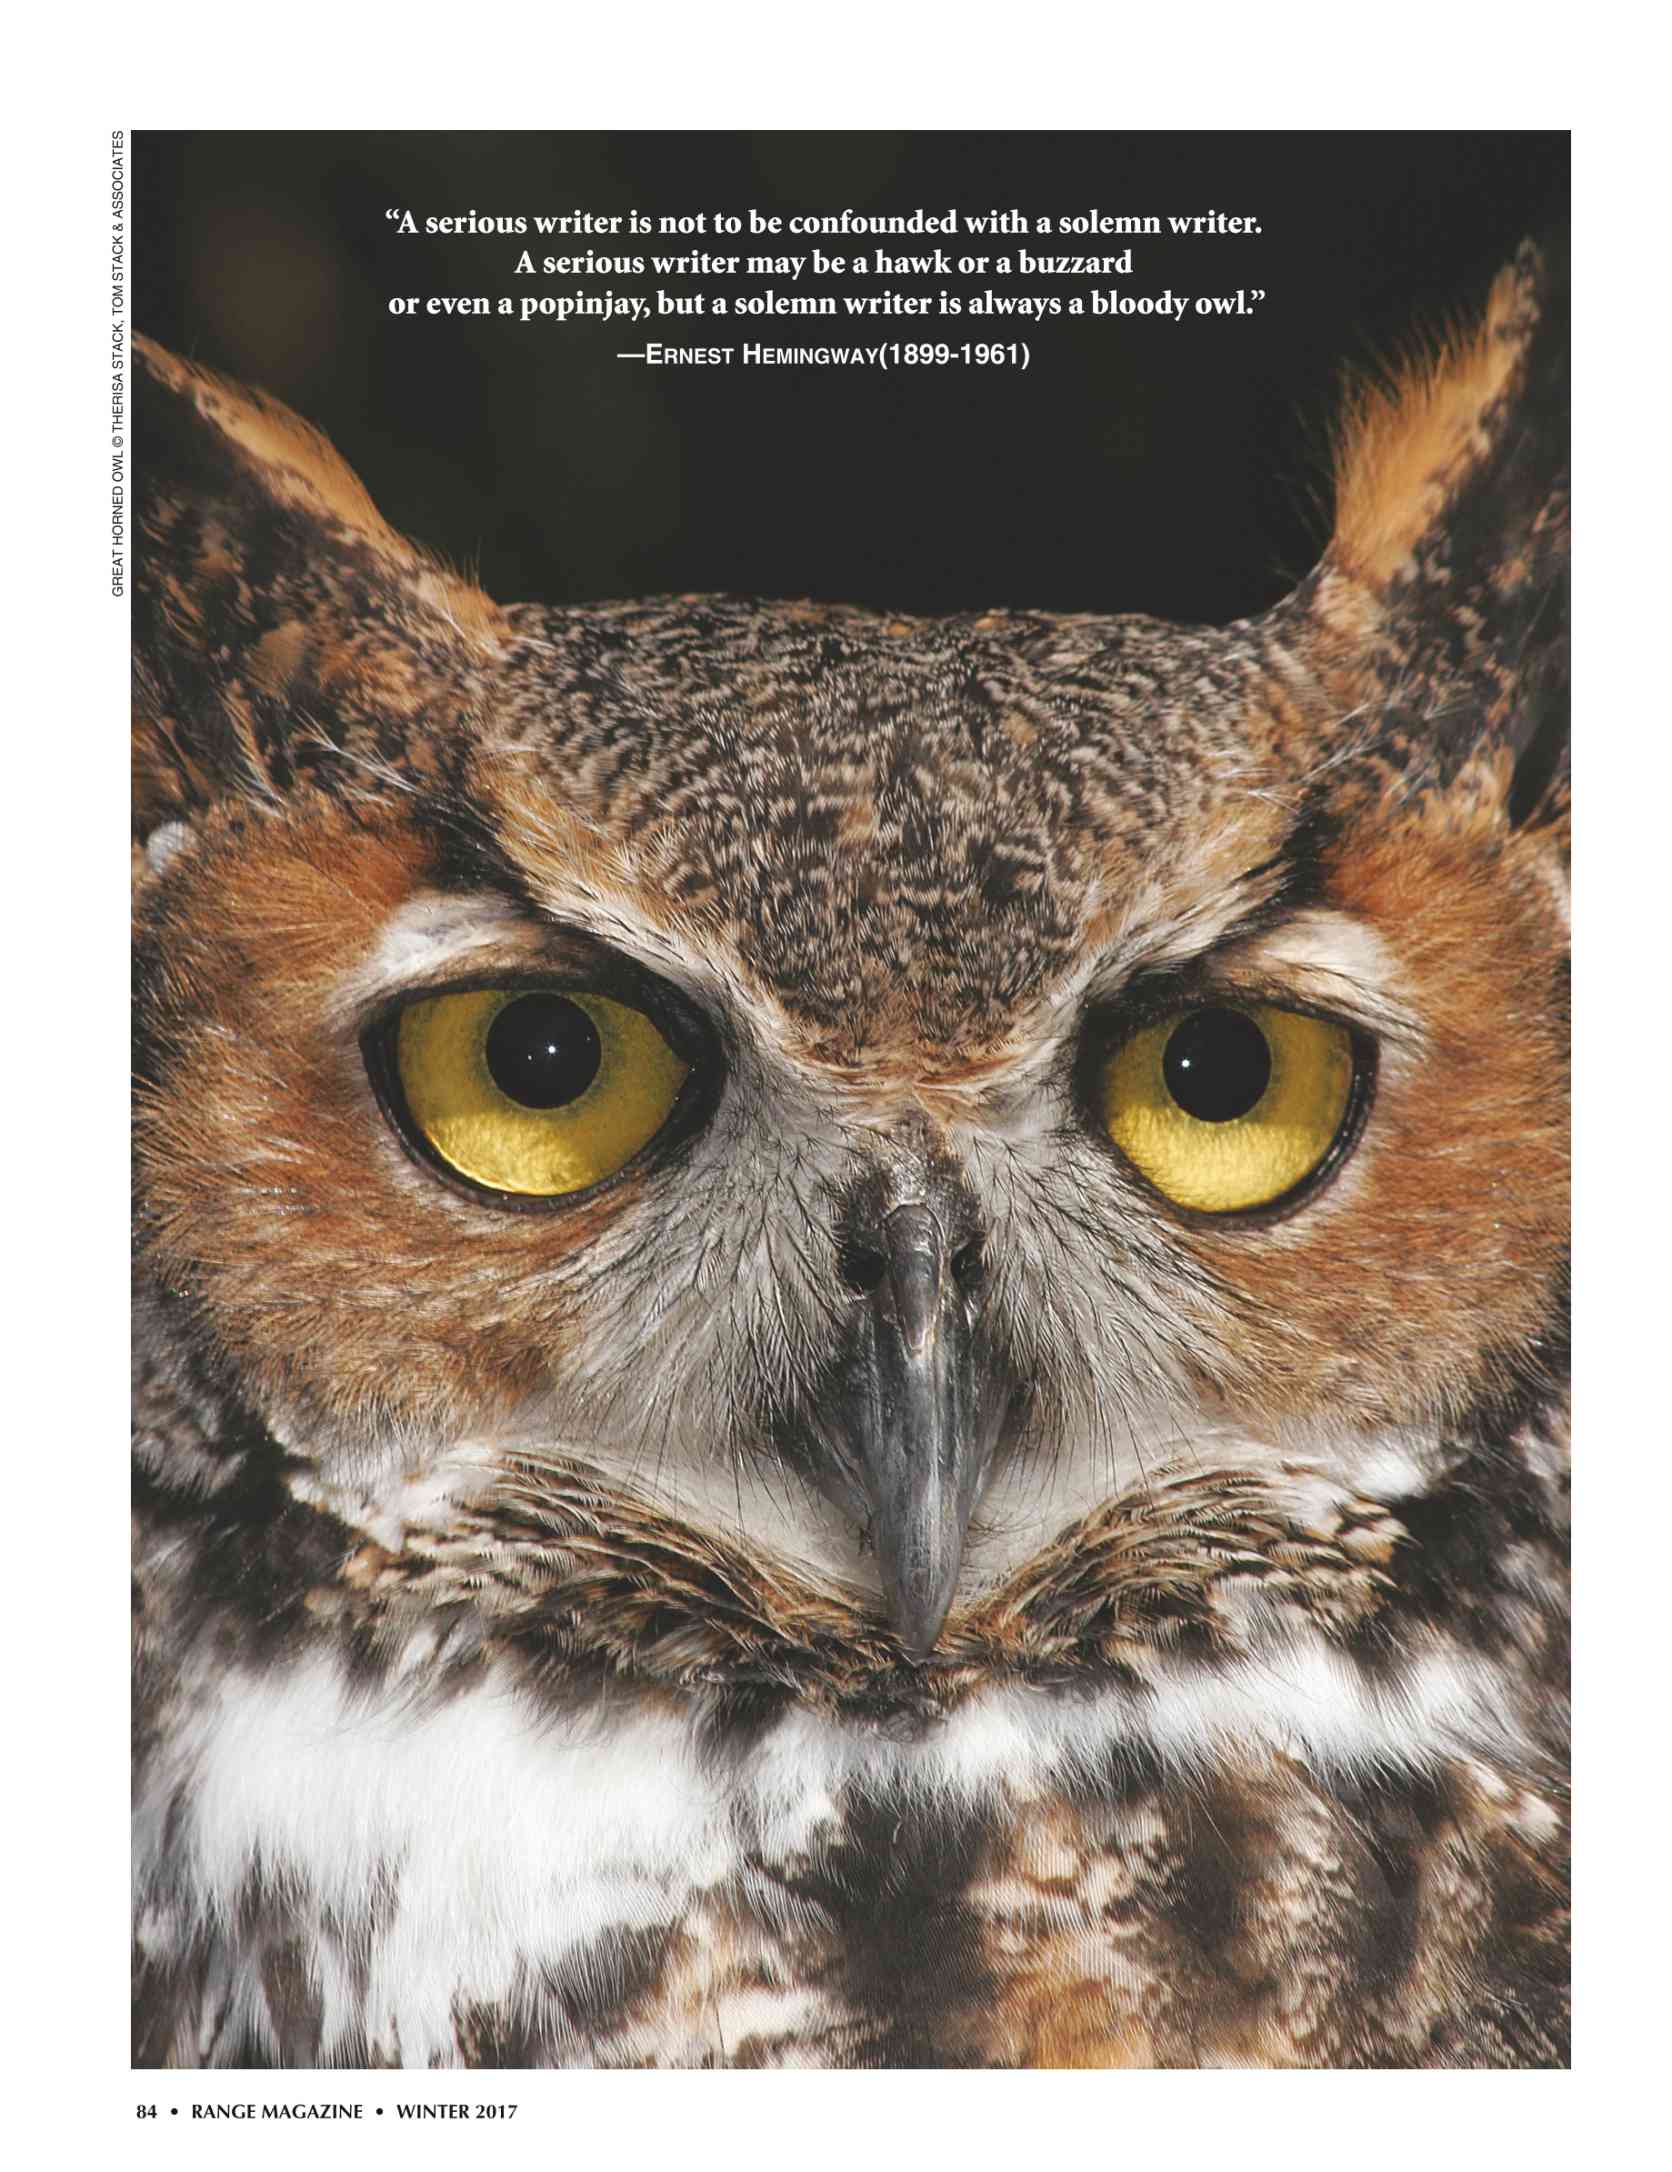 GREAT HORNED OWL © THERISA STACK, TOM STACK & ASSOCIATES
“A serious writer is not to be confounded with a solemn writer.
A serious writer may be a hawk or a buzzard
or even a popinjay, but a solemn writer is always a bloody owl.”
—ERNEST HEMINGWAY(1899-1961)
84 • RANGE MAGAZINE • WINTER 2017